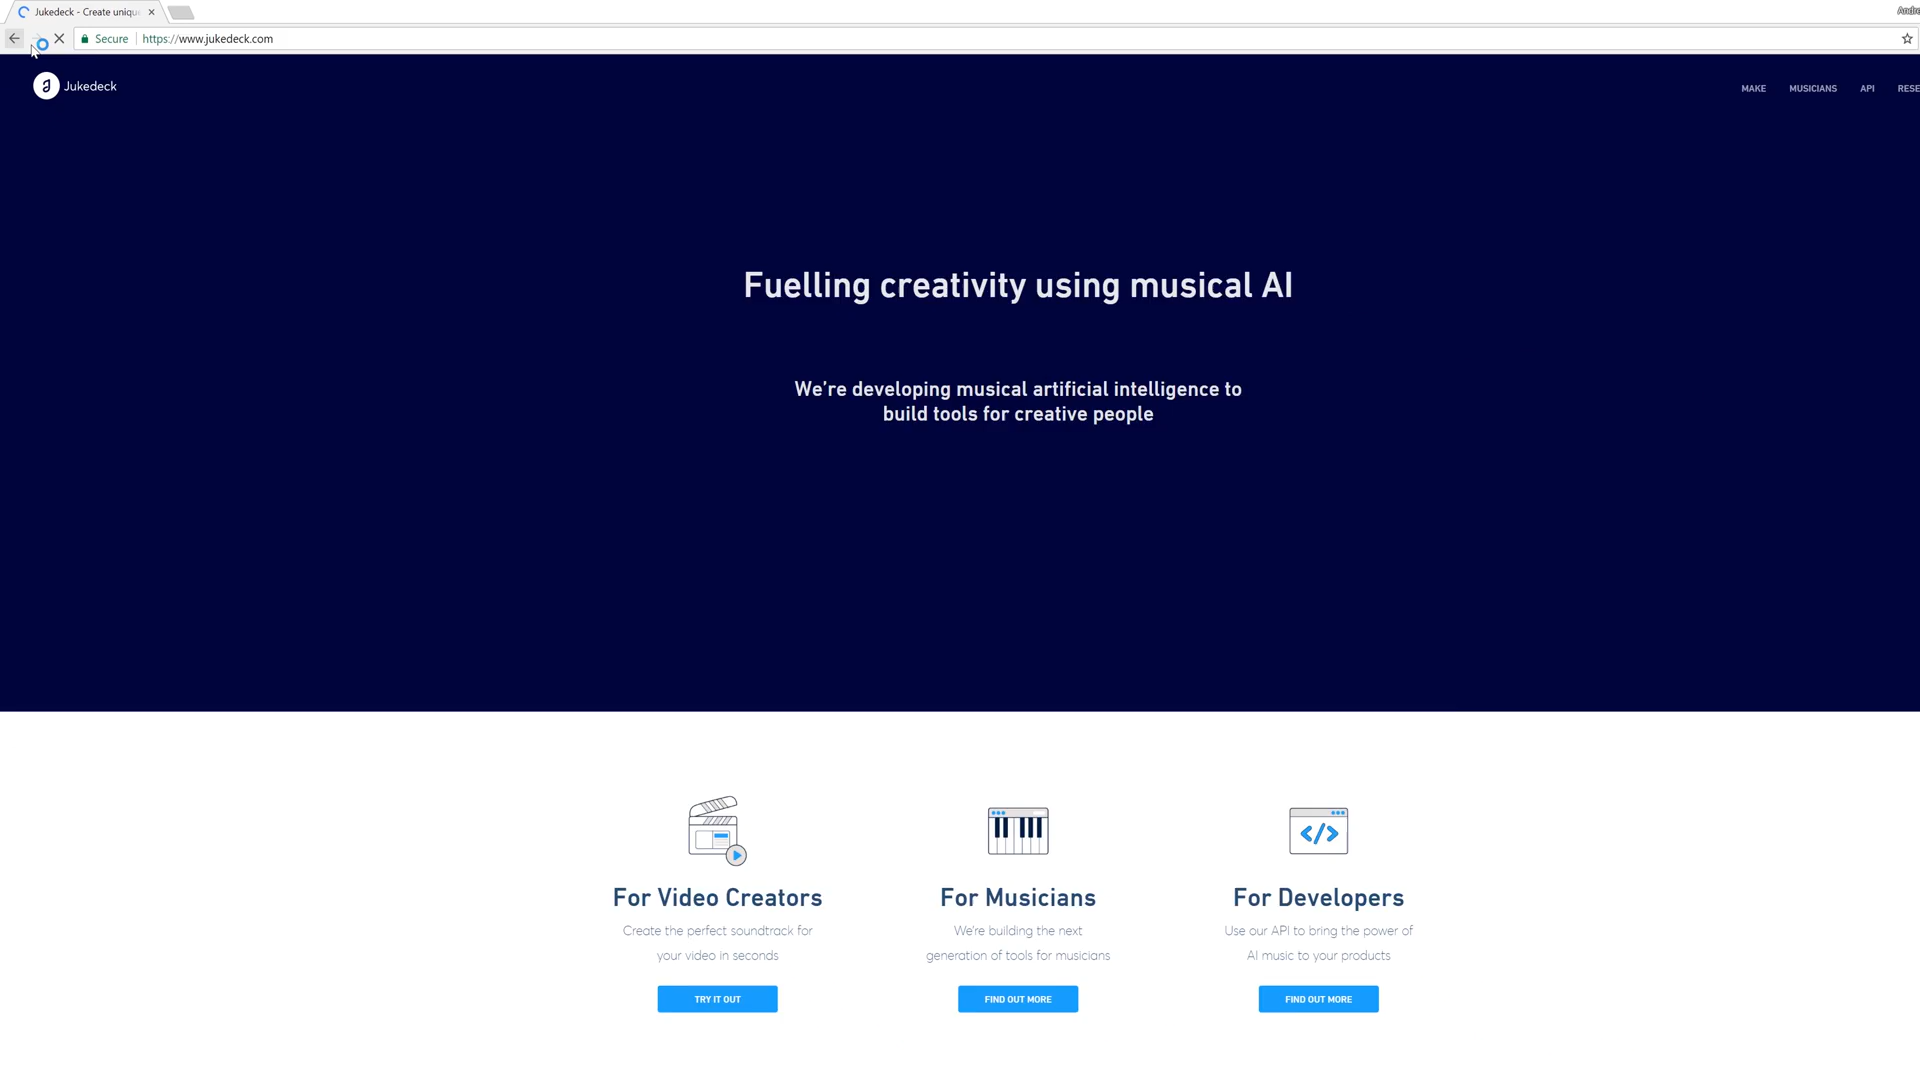 Jukedeck - Create uniqu
Secure
https://www.jukedeck.com
Jukedeck
MAKE
MUSICIANS
API
RESE
Fuelling creativity using musical AI
We're developing musical artificial intelligence to
build tools for creative people
For Video Creators
Create the perfect soundtrack for
your video in seconds
TRY IT OUT
For Musicians
We're building the next
generation of tools for musicians
FIND OUT MORE
For Developers
Use our API to bring the power of
AI music to your products
FIND OUT MORE